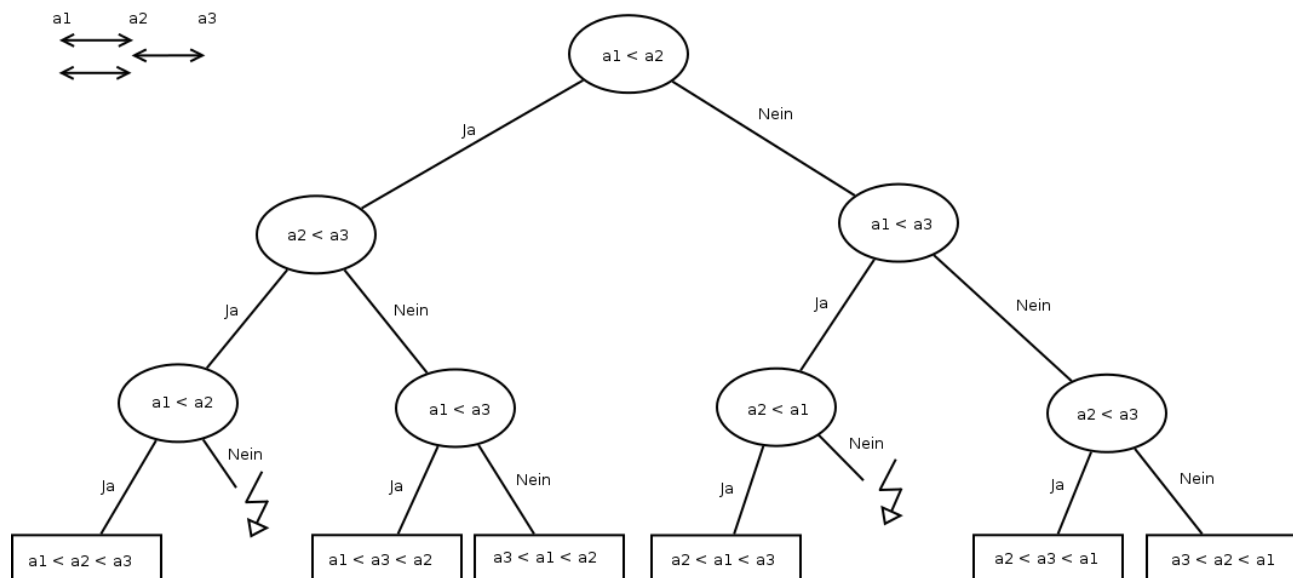 a1 a2 a3
a1 < a2
Ja Nein
a2 < a3 a1 < a3
Ja Nein Ja Nein
a1 < a2 a1 < a3 a2 < a1 a2 < a3
Ja Nein Ja Nein Ja Nein Ja Nein
a1 < a2 < a3 a1 < a3 < a2 a3 < a1 < a2 a2 < a1 < a3 a2 < a3 < a1 a3 < a2 < a1